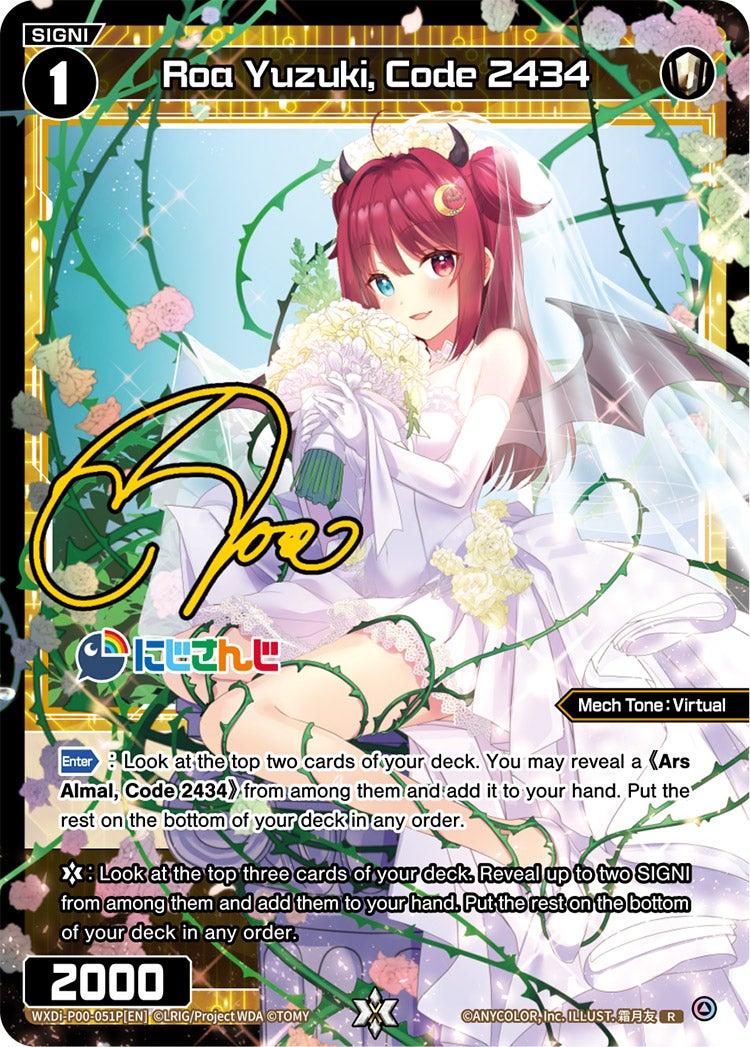 SIGNI
1
Roa Yuzuki, Code 2434
Roa
にじさんじ
Mech Tone:Virtual
Enter : Look at the top two cards of your deck. You may reveal a 《Ars
Almal, Code 2434》 from among them and add it to your hand. Put the
rest on the bottom of your deck in any order.
: Look at the top three cards of your deck. Reveal up to two SIGNI
from among them and add them to your hand. Put the rest on the bottom
of your deck in any order.
2000
WXDi-P00-051P[EN] ©LRIG/Project WDA ©TOMY
©ANYCOLOR, Inc. ILLUST. 霜月友 R